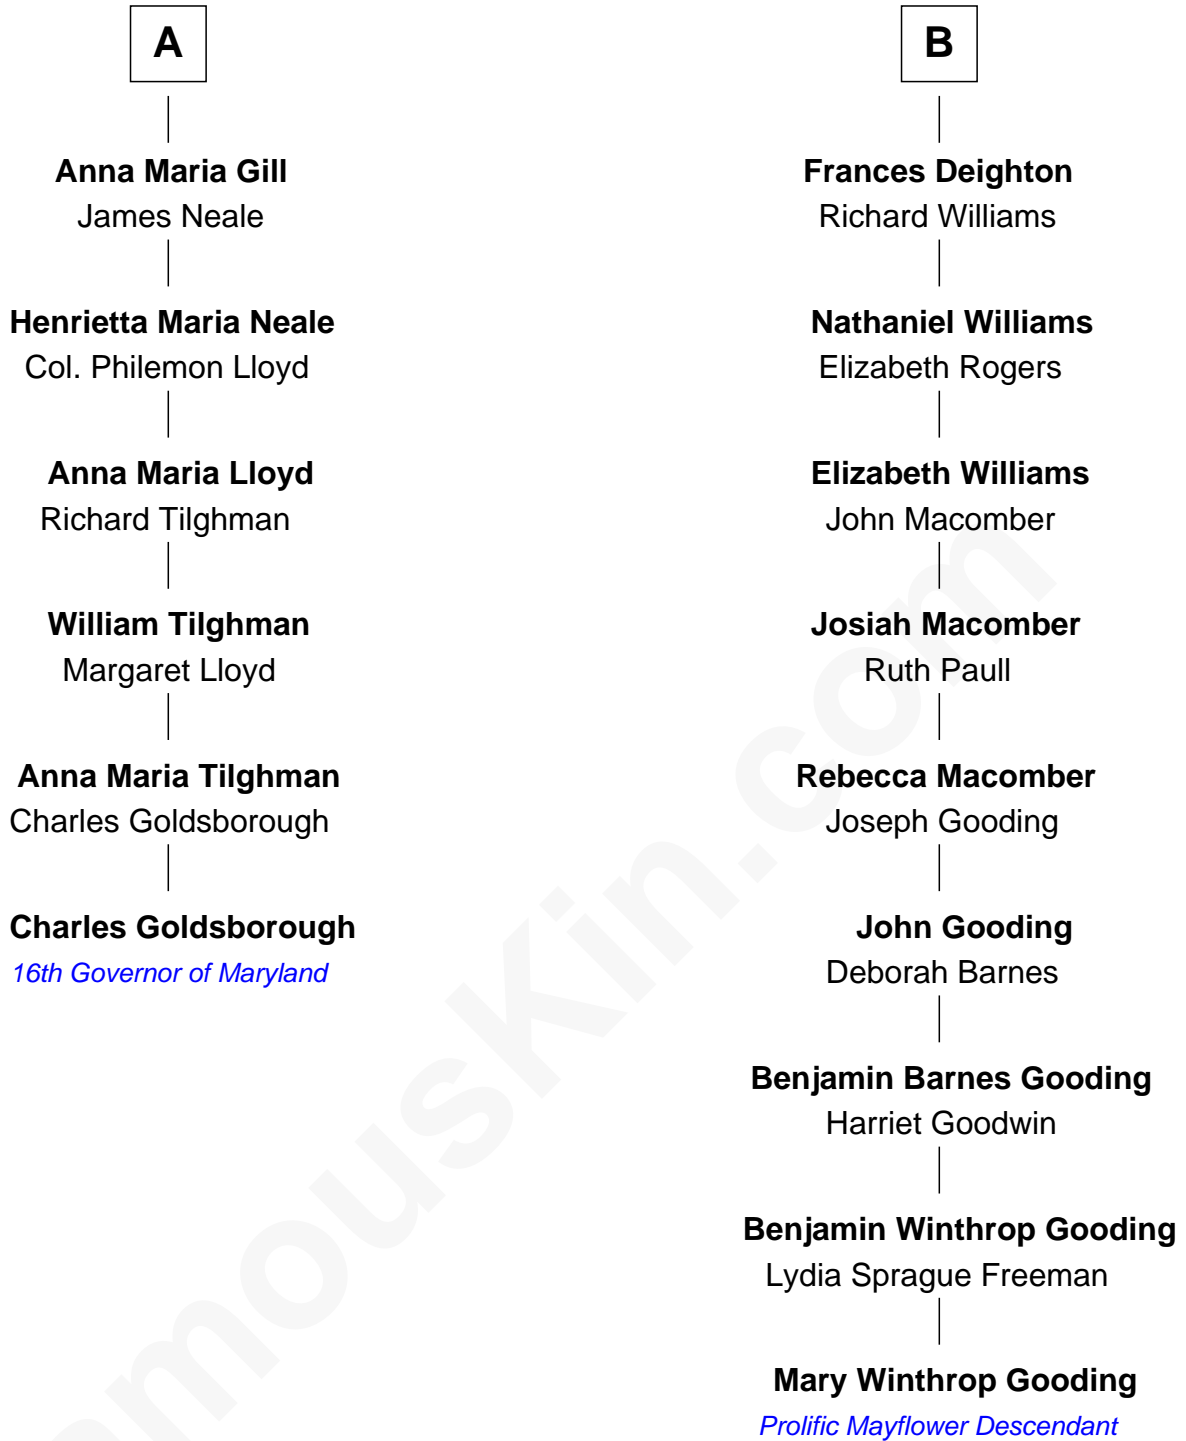 A
Anna Maria Gill
James Neale
Henrietta Maria Neale
Col. Philemon Lloyd
Anna Maria Lloyd
Richard Tilghman
William Tilghman
Margaret Lloyd
Anna Maria Tilghman
Charles Goldsborough
Charles Goldsborough
16th Governor of Maryland
B
Frances Deighton
Richard Williams
Nathaniel Williams
Elizabeth Rogers
Elizabeth Williams
John Macomber
Josiah Macomber
Ruth Paull
Rebecca Macomber
Joseph Gooding
John Gooding
Deborah Barnes
Benjamin Barnes Gooding
Harriet Goodwin
Benjamin Winthrop Gooding
Lydia Sprague Freeman
Mary Winthrop Gooding
Prolific Mayflower Descendant
amousKin.com